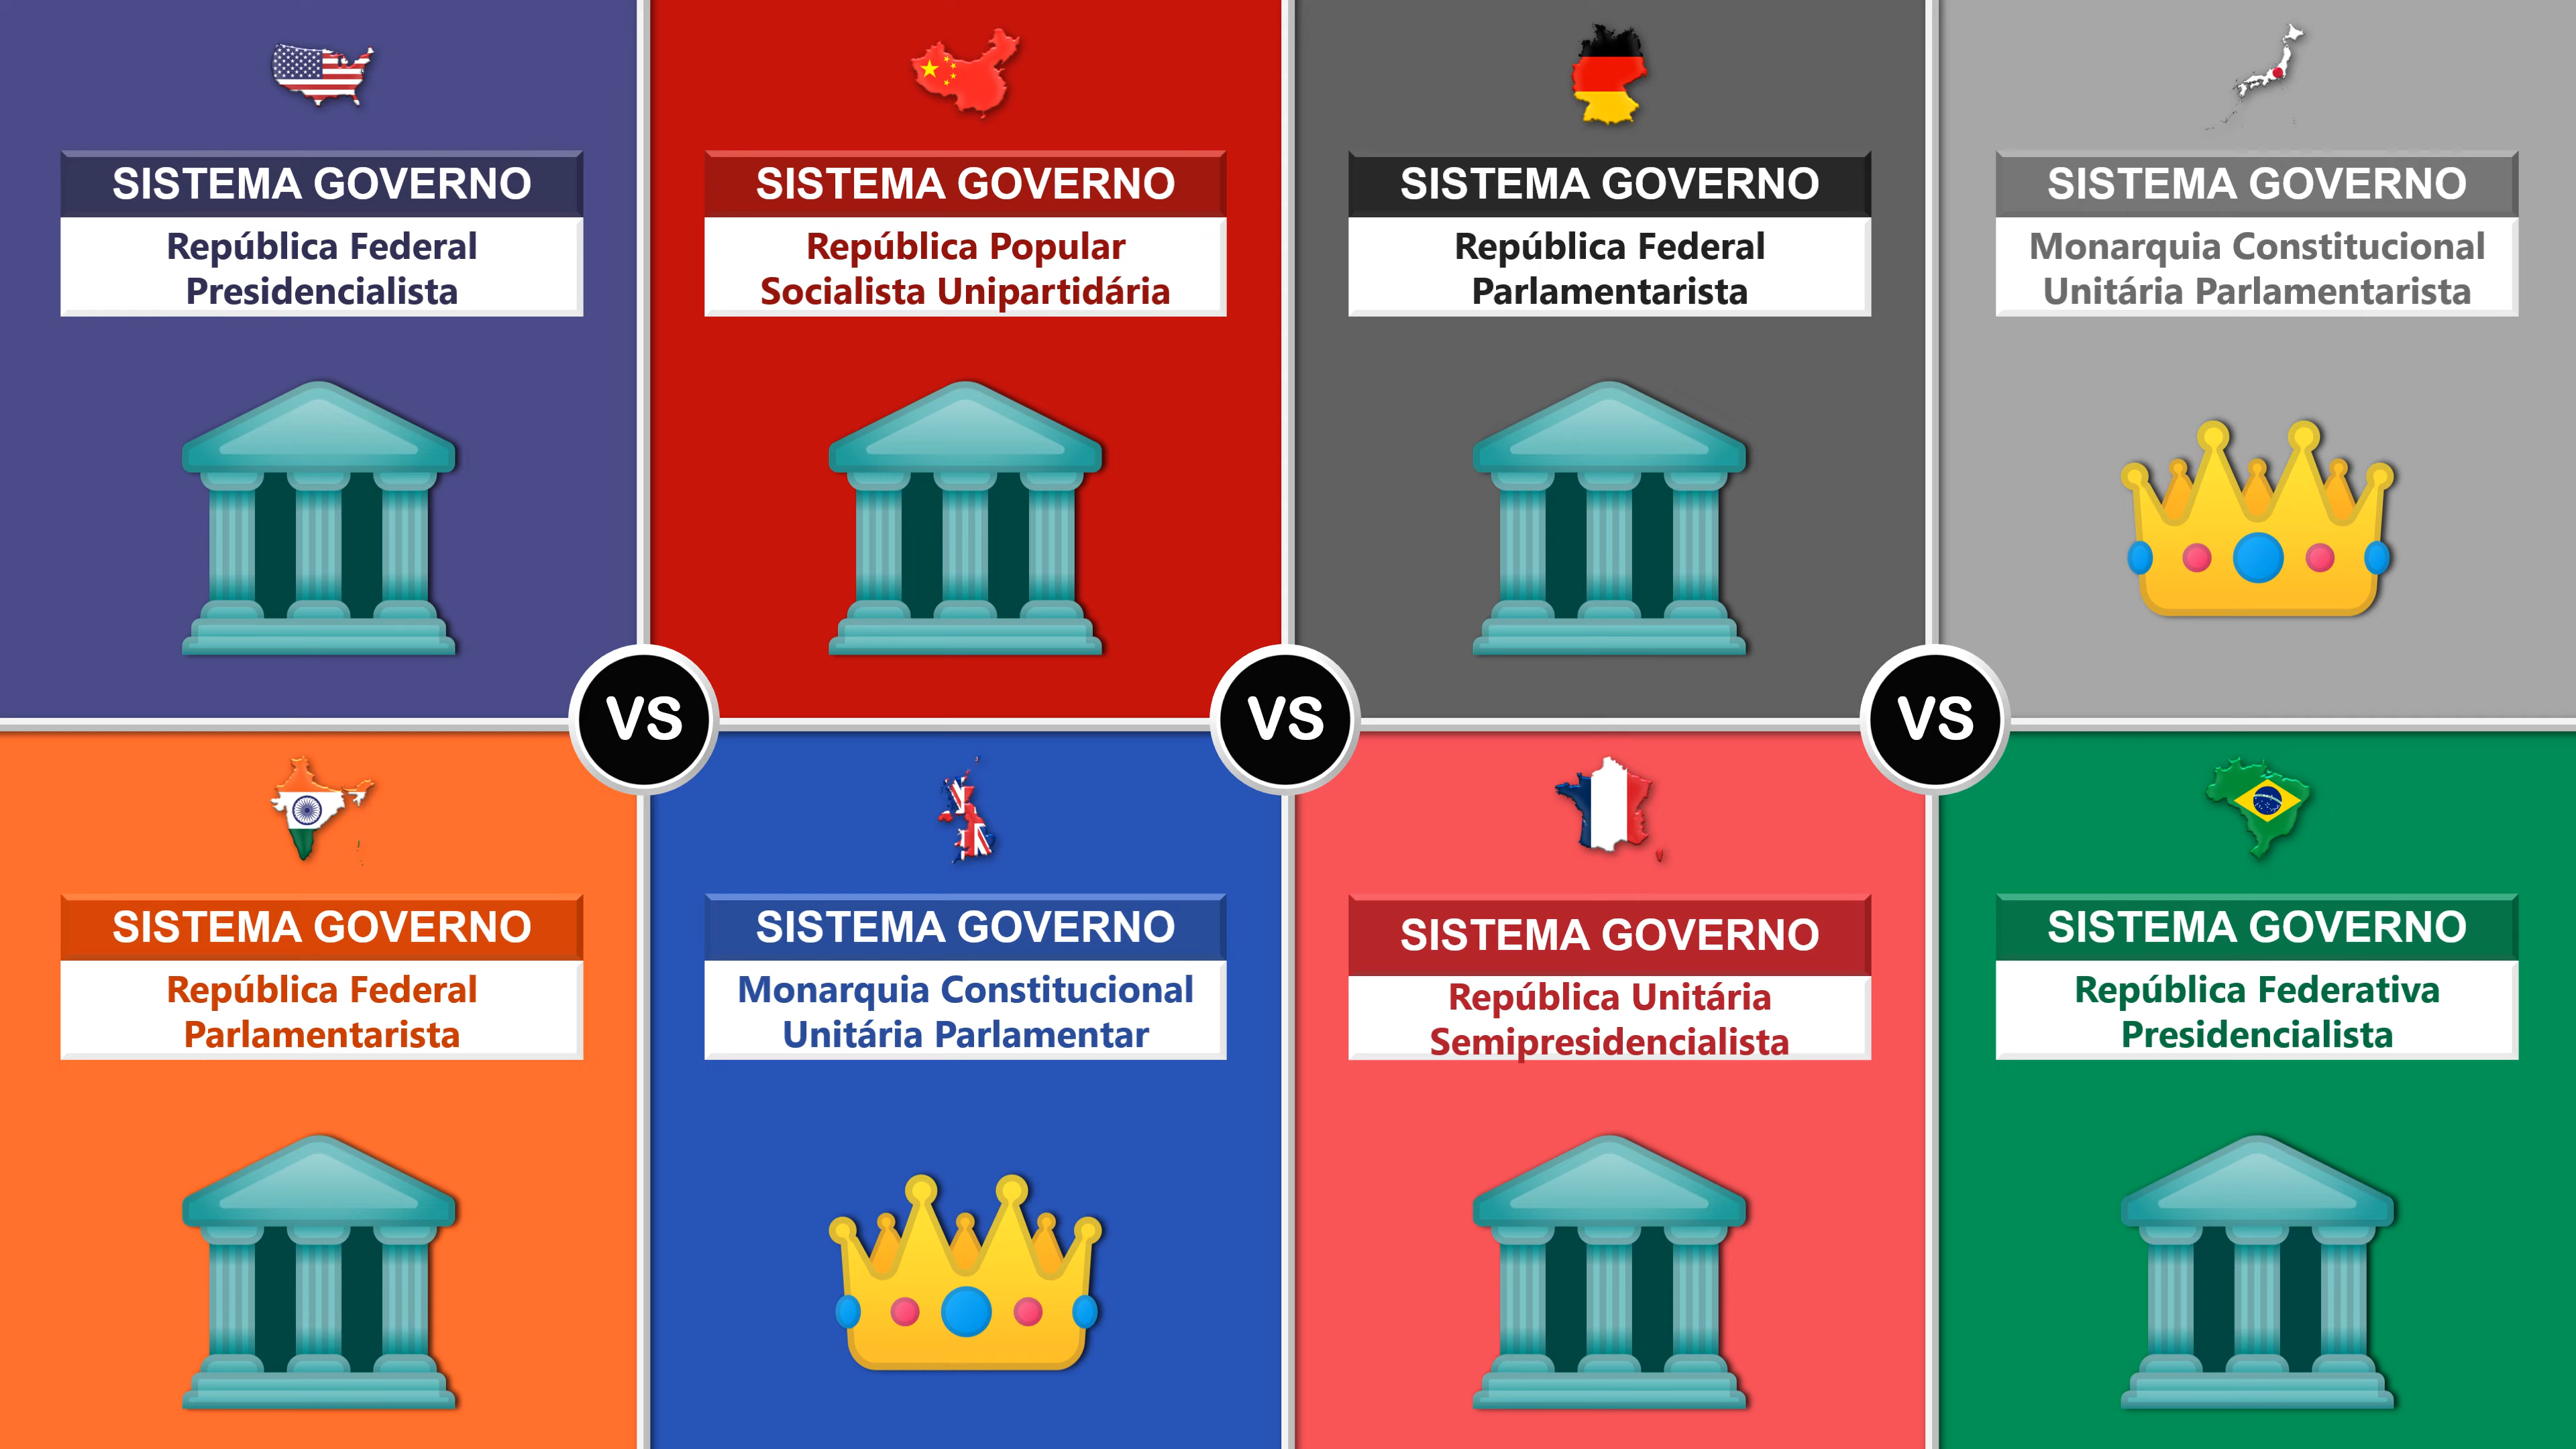 SISTEMA GOVERNO
República Federal
Presidencialista
SISTEMA GOVERNO
República Popular
Socialista Unipartidária
SISTEMA GOVERNO
República Federal
Parlamentarista
SISTEMA GOVERNO
Monarquia Constitucional
Unitária Parlamentarista
VS
VS
VS
SISTEMA GOVERNO
República Federal
Parlamentarista
SISTEMA GOVERNO
Monarquia Constitucional
Unitária Parlamentar
SISTEMA GOVERNO
República Unitária
Semipresidencialista
SISTEMA GOVERNO
República Federativa
Presidencialista